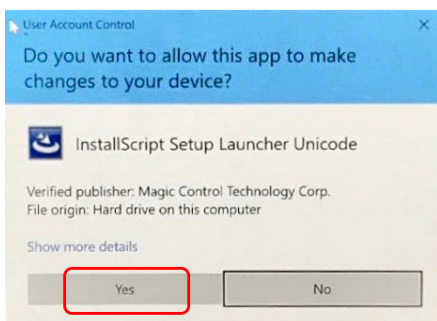 User Account Control
Do you want to allow this app to make
changes to your device?
InstallScript Setup Launcher Unicode
Verified publisher: Magic Control Technology Corp.
File origin: Hard drive on this computer
Show more details
Yes
No